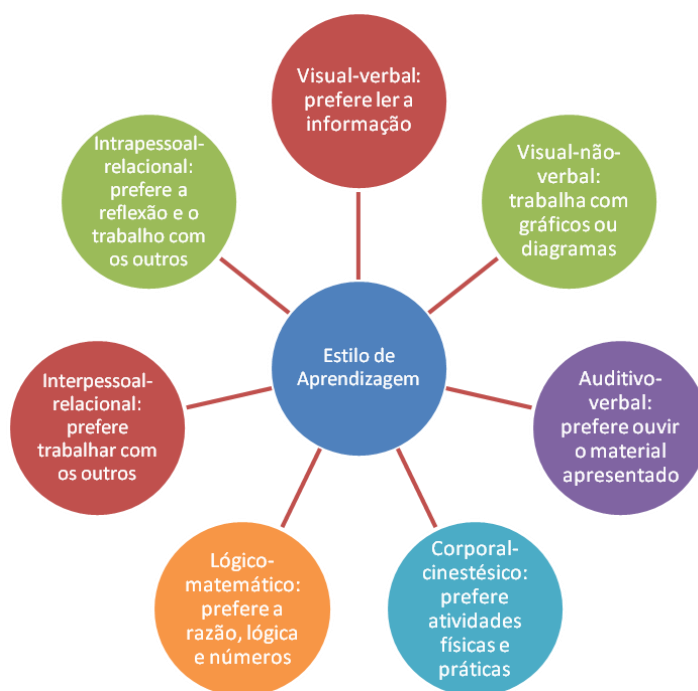 Visual-verbal:
prefere ler a
informação
Visual-não-
verbal:
trabalha com
gráficos ou
diagramas
Auditivo-
verbal:
prefere ouvir
o material
apresentado
Corporal-
cinestésico:
prefere
atividades
físicas e
práticas
Lógico-
matemático:
prefere a
razão, lógica
e números
Interpessoal-
relacional:
prefere
trabalhar com
os outros
Intrapessoal-
relacional:
prefere a
reflexão e o
trabalho com
os outros
Estilo de
Aprendizagem